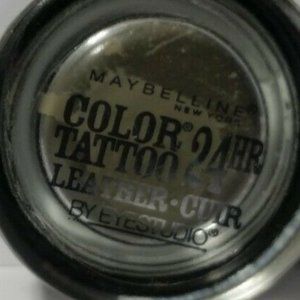 MAYBELLINE®
NEW YORK
COLOR® 24HR
TATTOO
LEATHER·CUIR
BY EYESTUDIO®